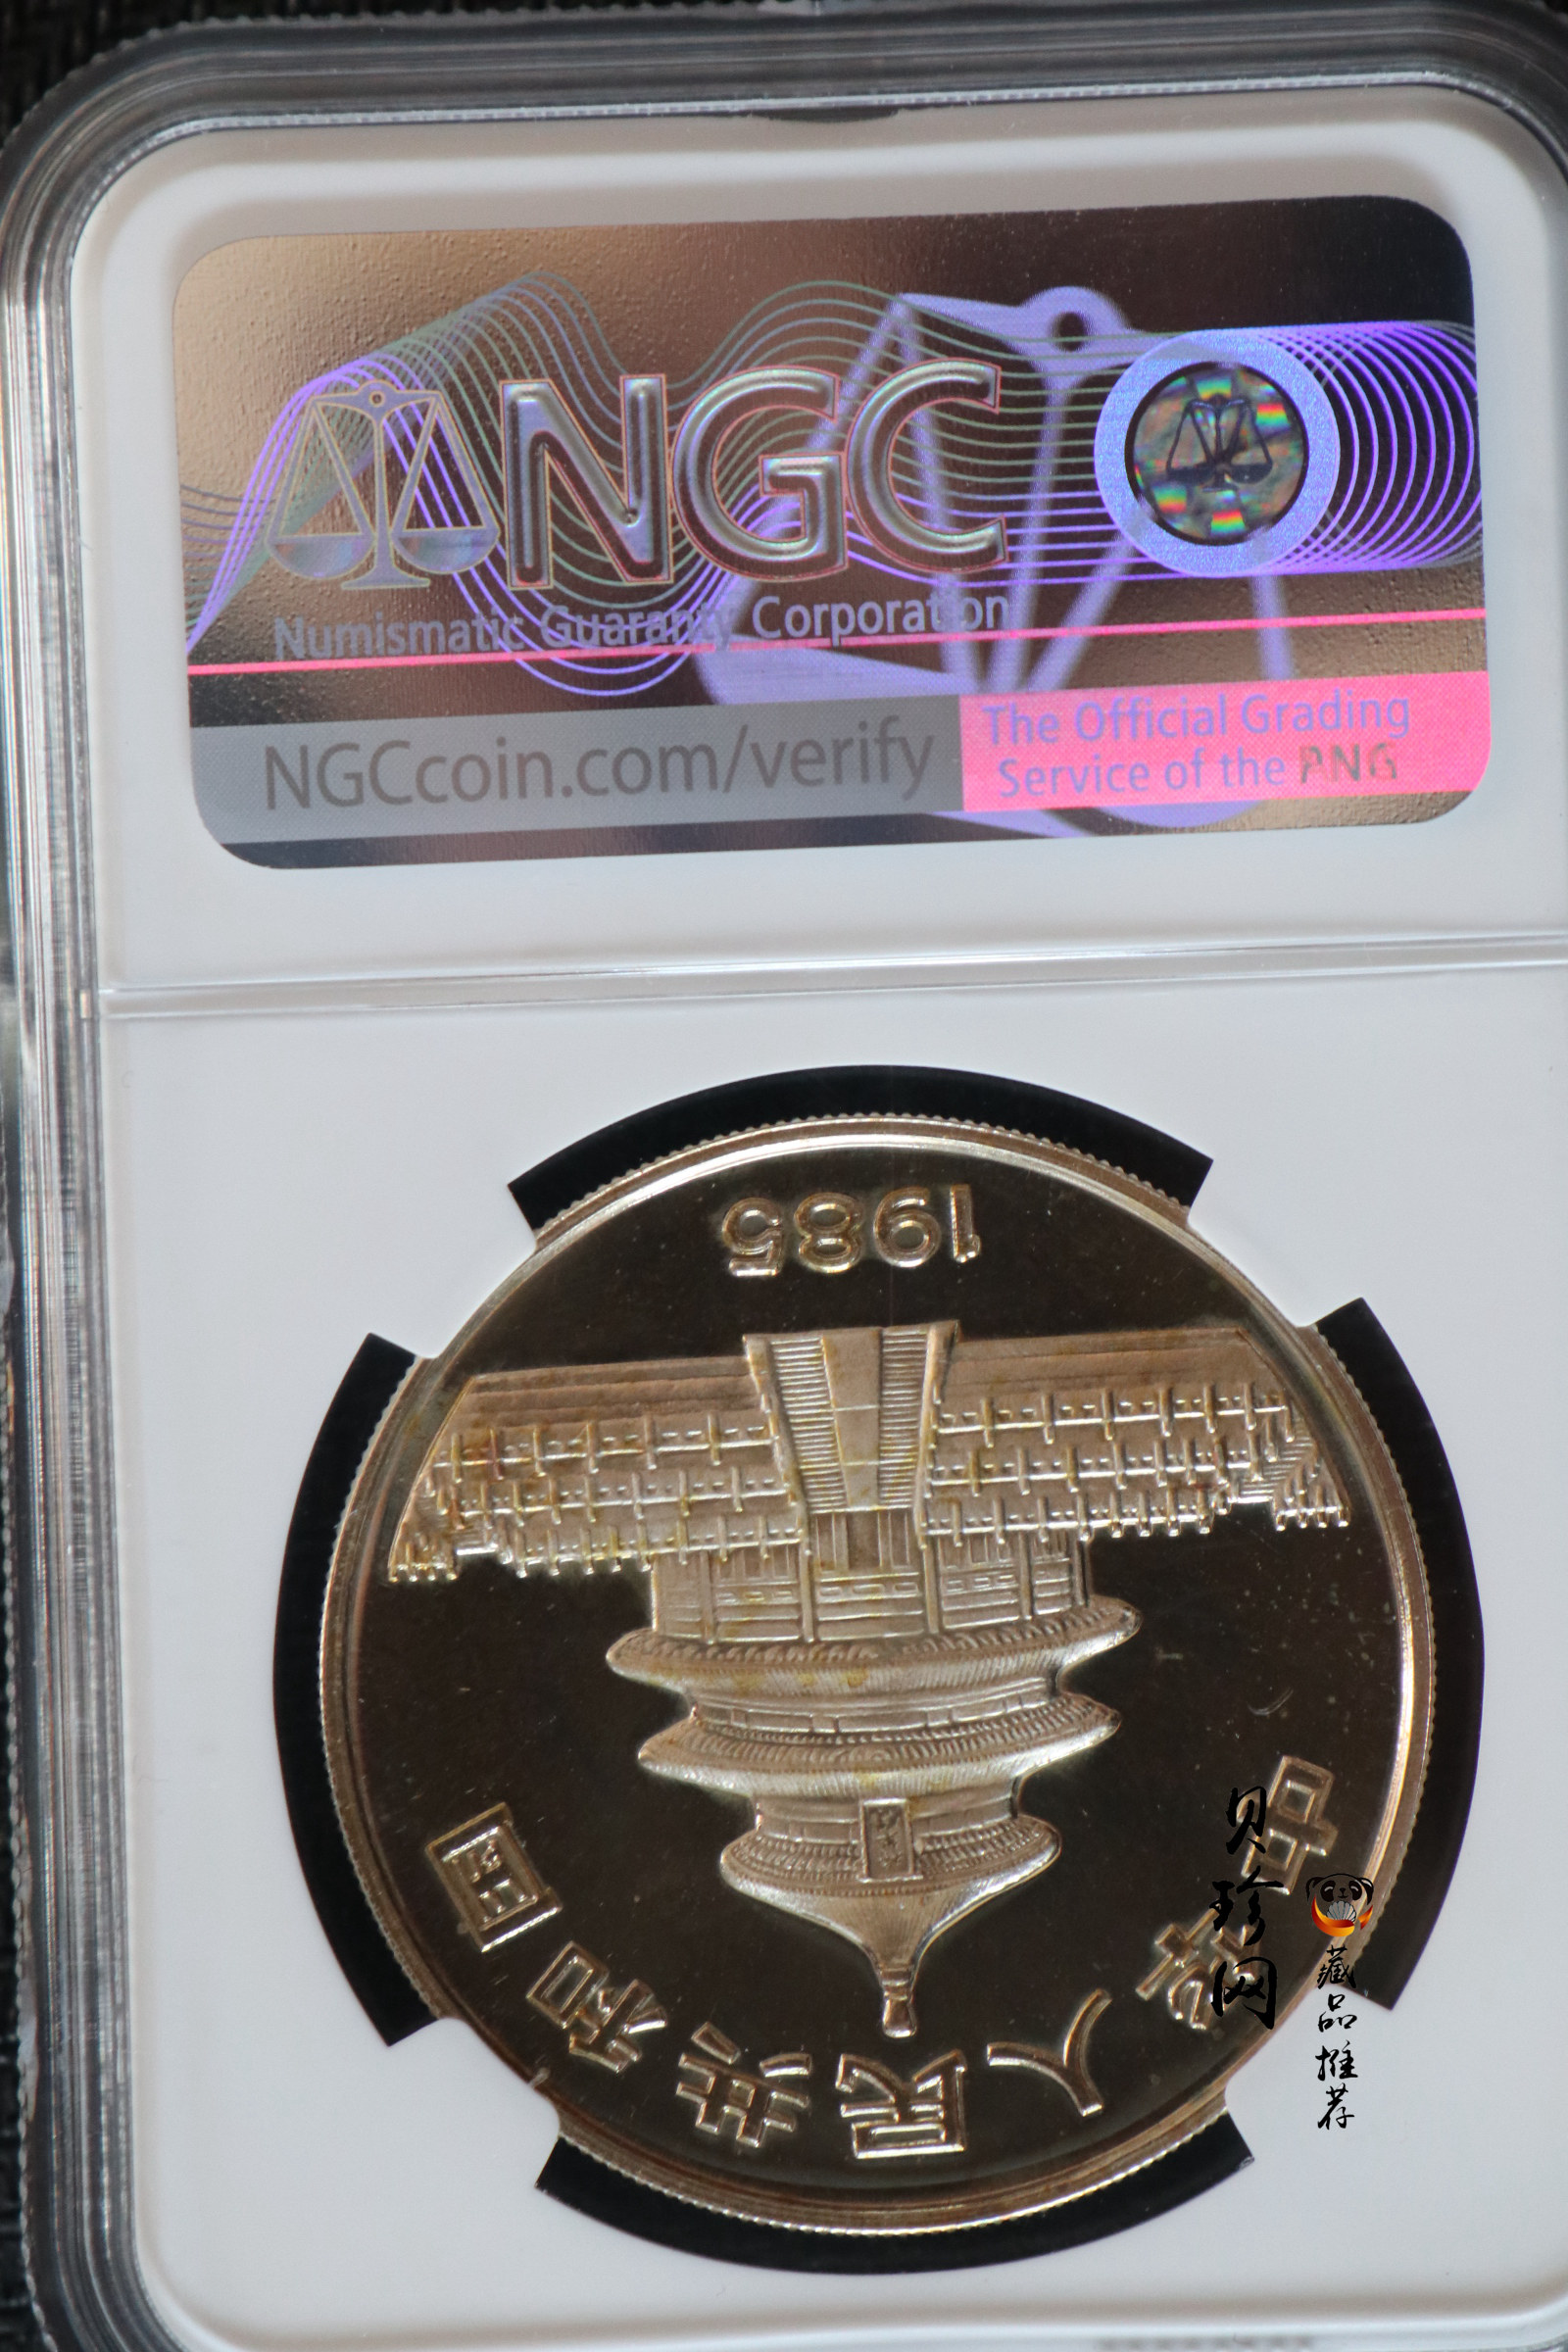 NGC
Numismatic Guaranty Corporation
NGCcoin.com/verify
The Official Grading
Service of the PNG
1985
中华人民共和国
贝珍网
藏品推荐